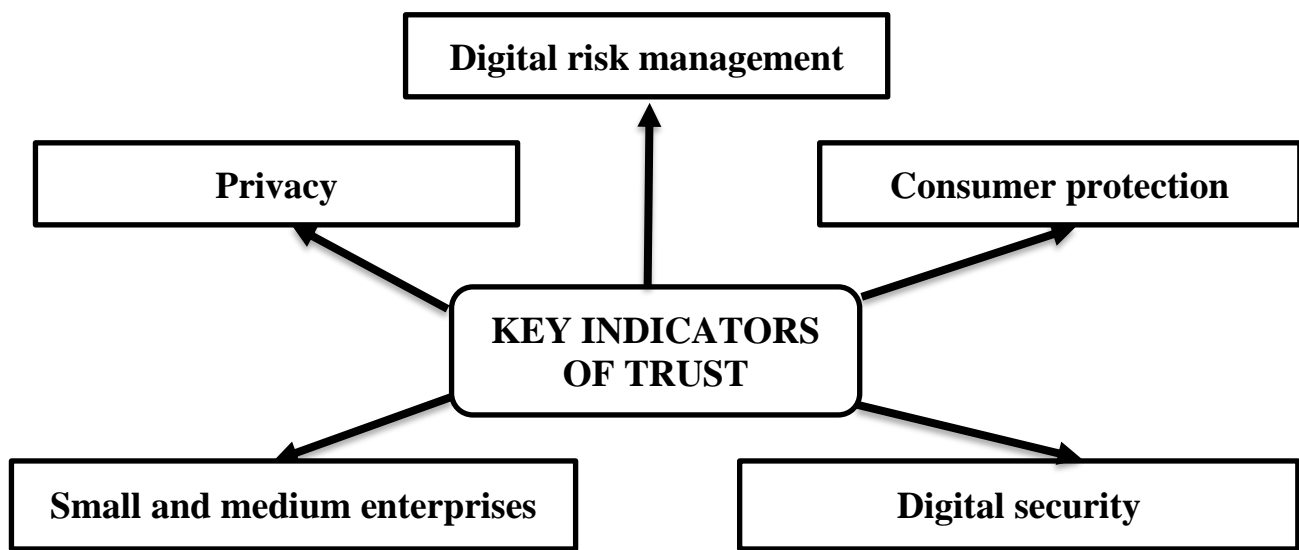 Digital risk management
Privacy
Consumer protection
KEY INDICATORS
OF TRUST
Small and medium enterprises
Digital security